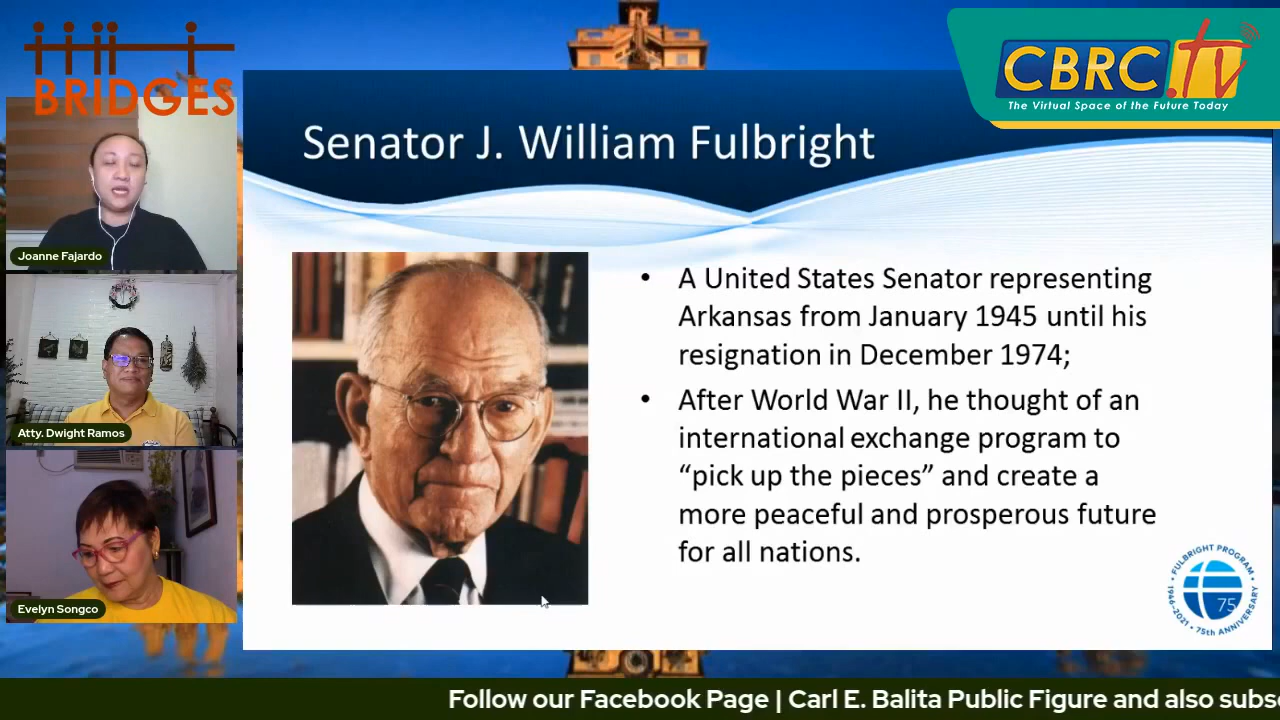 BRIDGES
CBRC.tv
The Virtual Space of the Future Today
Senator J. William Fulbright
Joanne Fajardo
Atty. Dwight Ramos
Evelyn Songco
• A United States Senator representing
Arkansas from January 1945 until his
resignation in December 1974;
• After World War II, he thought of an
international exchange program to
“pick up the pieces” and create a
more peaceful and prosperous future
for all nations.
• FULBRIGHT PROGRAM •
75
1946–2021 • 75th ANNIVERSARY
Follow our Facebook Page | Carl E. Balita Public Figure and also subs